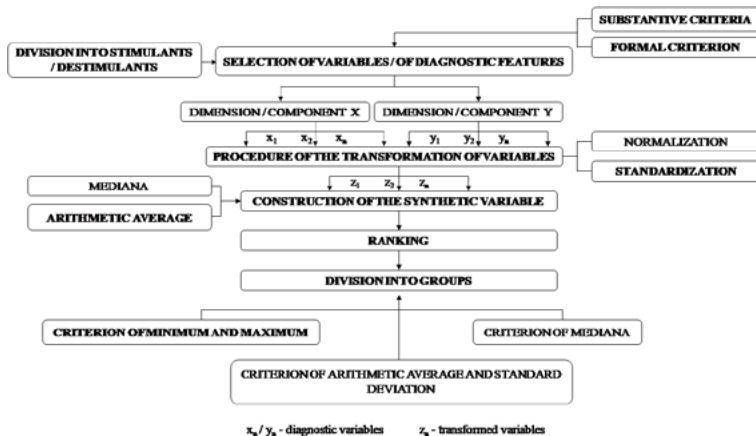 SUBSTANTIVE CRITERIA
DIVISION INTO STIMULANTS
/ DESTIMULANTS
FORMAL CRITERION
SELECTION OF VARIABLES / OF DIAGNOSTIC FEATURES
DIMENSION / COMPONENT X
DIMENSION / COMPONENT Y
x₁ x₂ xₙ y₁ y₂ yₙ
NORMALIZATION
PROCEDURE OF THE TRANSFORMATION OF VARIABLES
STANDARDIZATION
z₁ z₂ zₙ
MEDIANA
CONSTRUCTION OF THE SYNTHETIC VARIABLE
ARITHMETIC AVERAGE
RANKING
DIVISION INTO GROUPS
CRITERION OF MINIMUM AND MAXIMUM
CRITERION OF MEDIANA
CRITERION OF ARITHMETIC AVERAGE AND STANDARD
DEVIATION
xₙ / yₙ - diagnostic variables zₙ - transformed variables